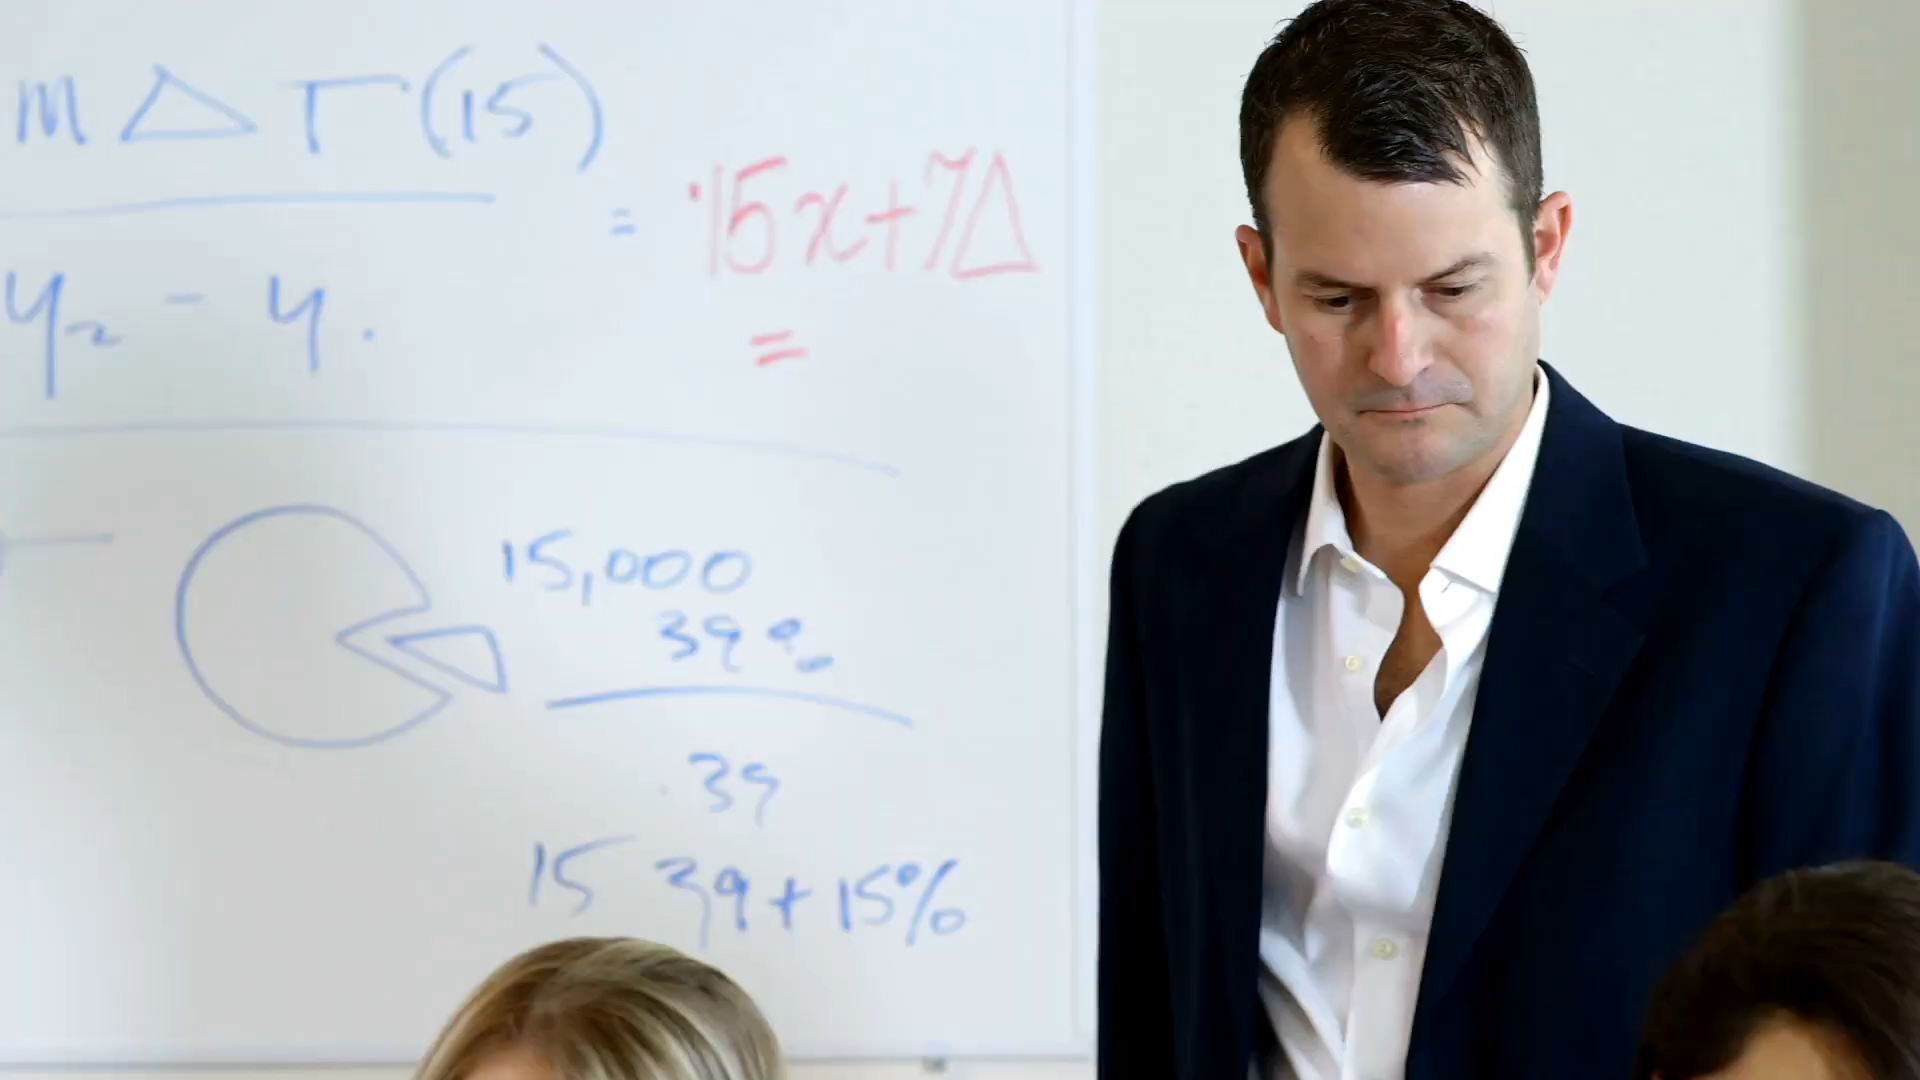 m△T(15)
= 15x+7△
y₂ - y.
=
15,000
39%
.39
15 39+15%